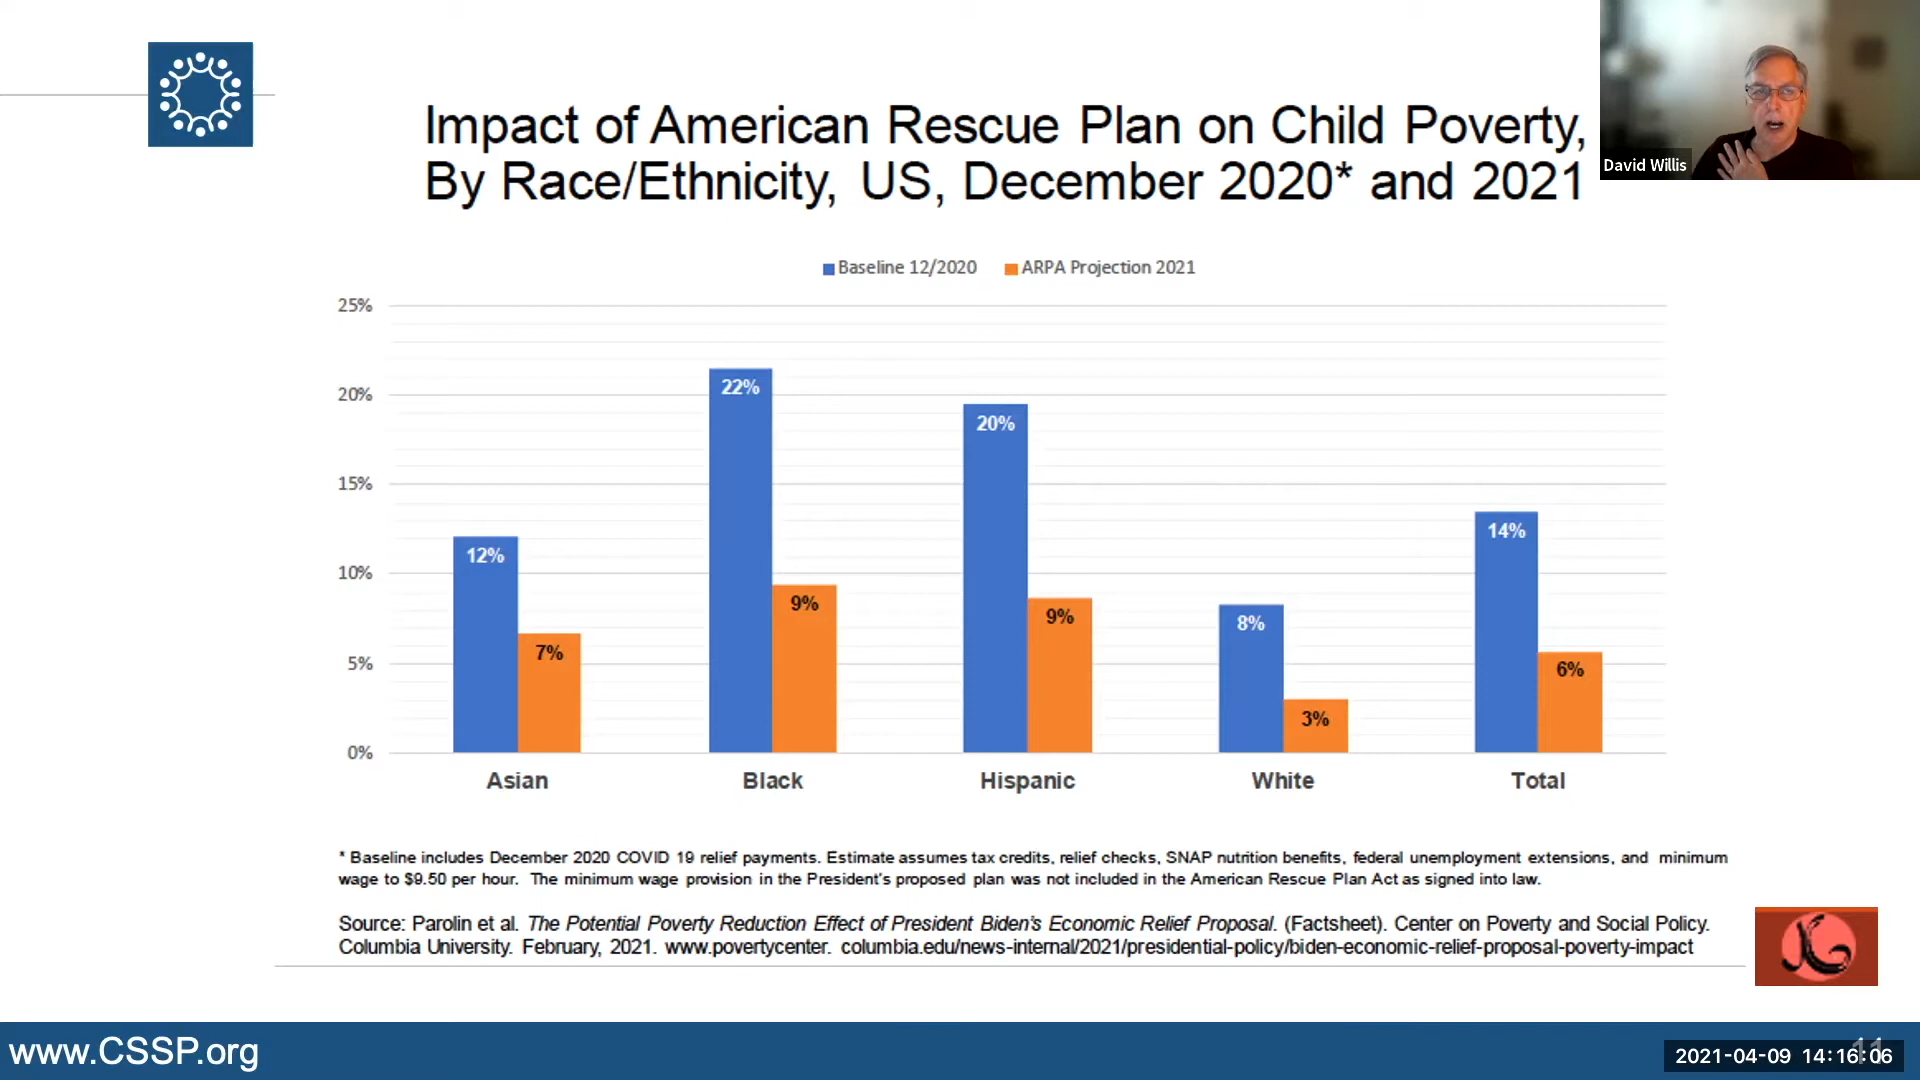 Impact of American Rescue Plan on Child Poverty,
By Race/Ethnicity, US, December 2020* and 2021
David Willis
Baseline 12/2020 ARPA Projection 2021
25%
20%
15%
10%
5%
0%
12%
7%
22%
9%
20%
9%
8%
3%
14%
6%
Asian Black Hispanic White Total
* Baseline includes December 2020 COVID 19 relief payments. Estimate assumes tax credits, relief checks, SNAP nutrition benefits, federal unemployment extensions, and minimum
wage to $9.50 per hour. The minimum wage provision in the President's proposed plan was not included in the American Rescue Plan Act as signed into law.
Source: Parolin et al. The Potential Poverty Reduction Effect of President Biden's Economic Relief Proposal. (Factsheet). Center on Poverty and Social Policy.
Columbia University. February, 2021. www.povertycenter. columbia.edu/news-internal/2021/presidential-policy/biden-economic-relief-proposal-poverty-impact
www.CSSP.org
11
2021-04-09 14:16:06